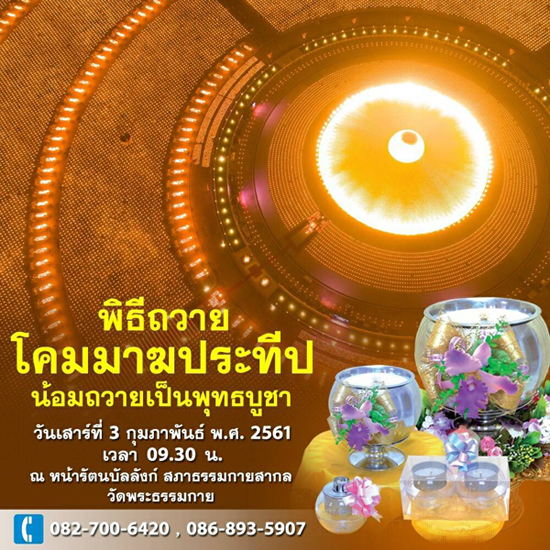 พิธีถวาย
โคมมาฆประทีป
น้อมถวายเป็นพุทธบูชา
วันเสาร์ที่ 3 กุมภาพันธ์ พ.ศ. 2561
เวลา 09.30 น.
ณ หน้ารัตนบัลลังก์ สภาธรรมกายสากล
วัดพระธรรมกาย
082-700-6420 , 086-893-5907